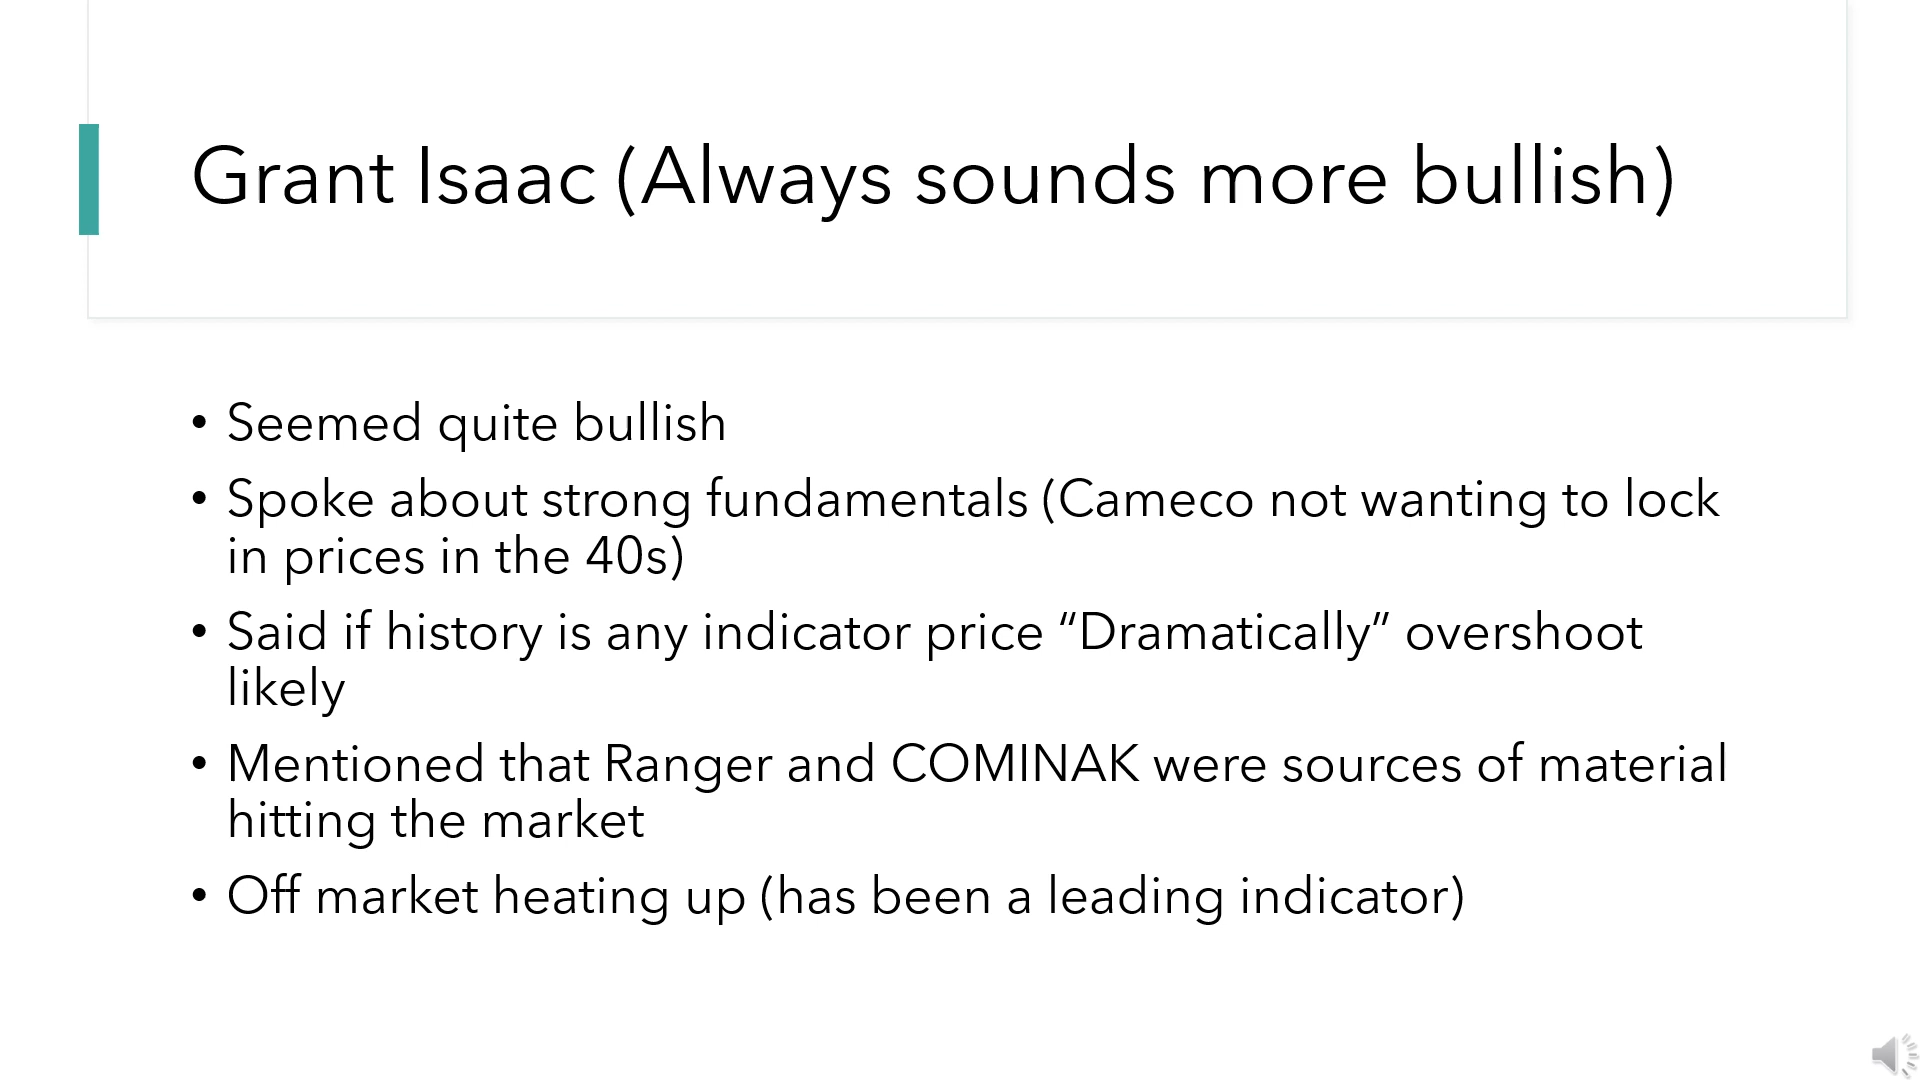 Grant Isaac (Always sounds more bullish)
• Seemed quite bullish
• Spoke about strong fundamentals (Cameco not wanting to lock
in prices in the 40s)
• Said if history is any indicator price “Dramatically” overshoot
likely
• Mentioned that Ranger and COMINAK were sources of material
hitting the market
• Off market heating up (has been a leading indicator)